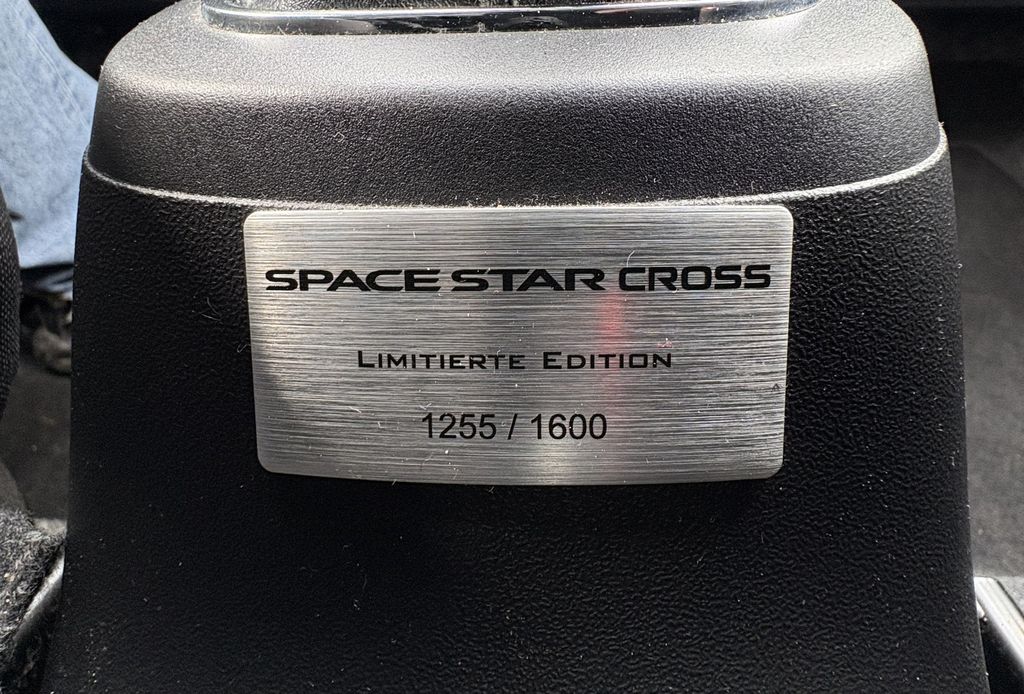 SPACE STAR CROSS
LIMITIERTE EDITION
1255 / 1600